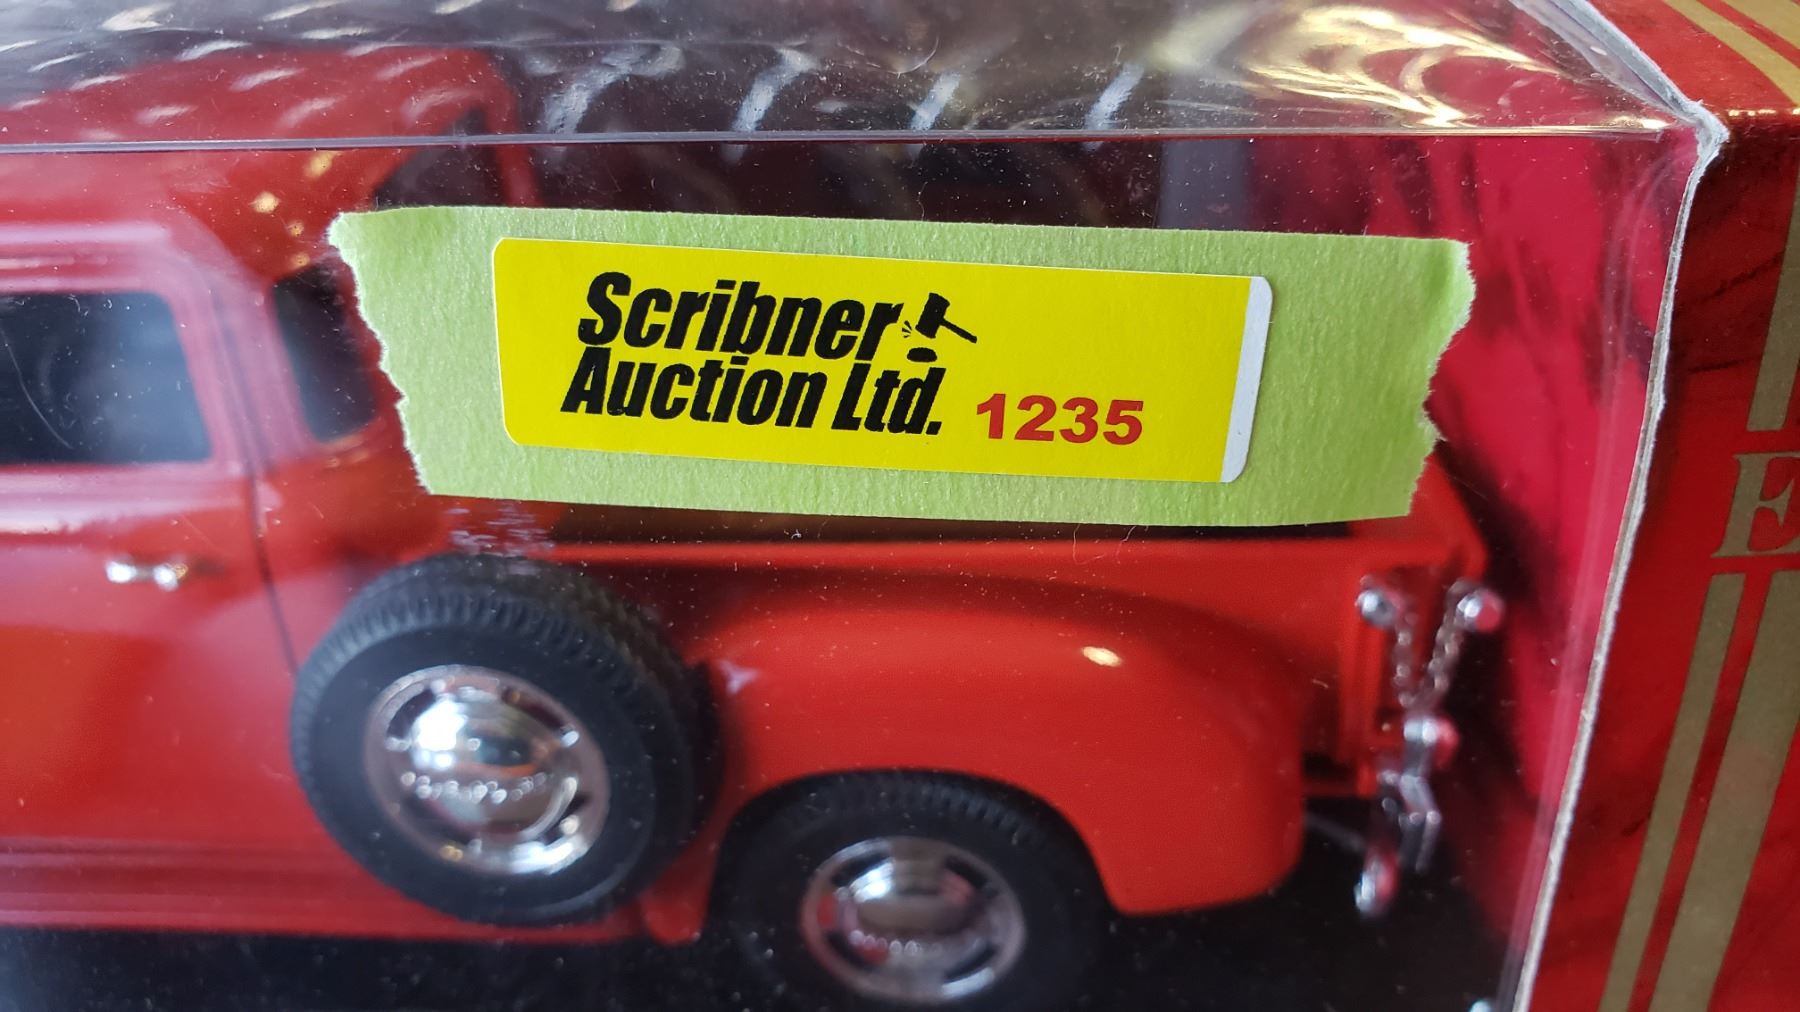 Scribner
Auction Ltd. 1235
E